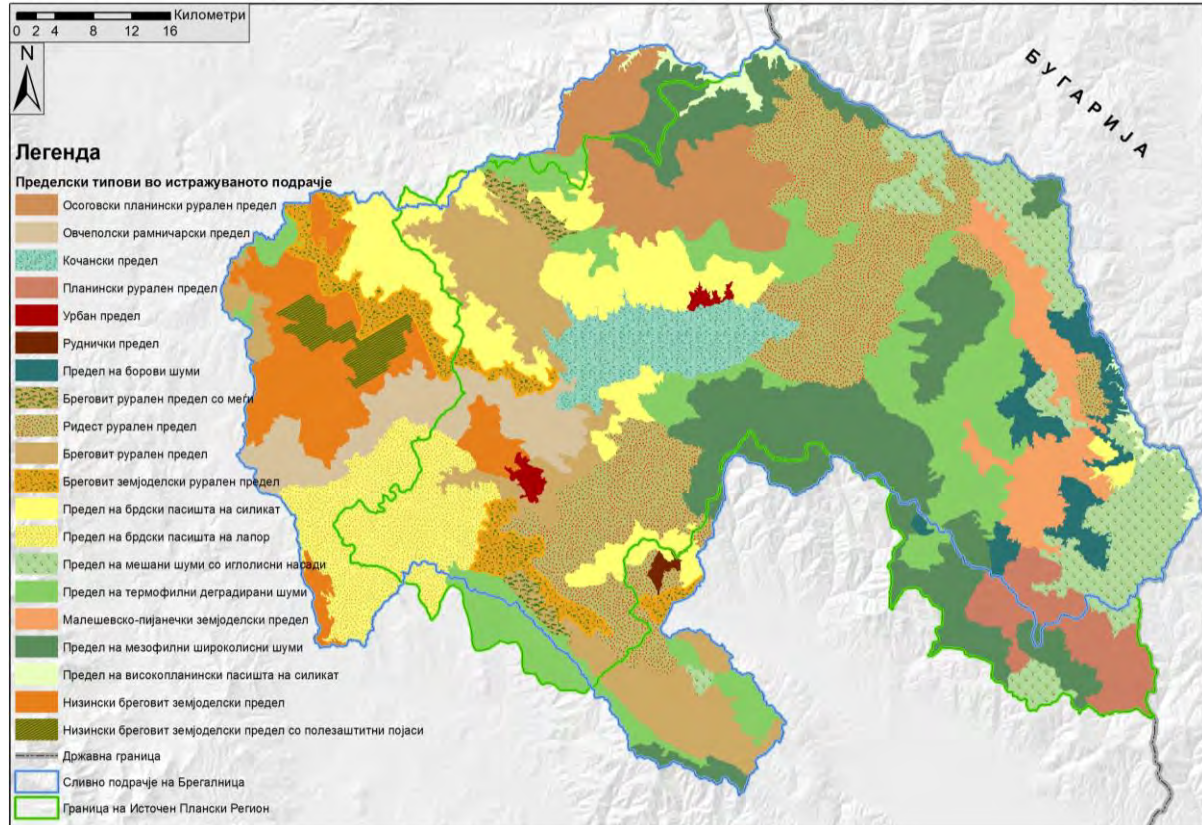 Километри
0 2 4 8 12 16
N
БУГАРИЈА
Легенда
Пределски типови во истражуваното подрачје
Осоговски планински рурален предел
Овчеполски рамничарски предел
Кочански предел
Планински рурален предел
Урбан предел
Руднички предел
Предел на борови шуми
Бреговит рурален предел со меѓи
Ридест рурален предел
Бреговит рурален предел
Бреговит земјоделски рурален предел
Предел на брдски пасишта на силикат
Предел на брдски пасишта на лапор
Предел на мешани шуми со иглолисни насади
Предел на термофилни деградирани шуми
Малешевско-пијанечки земјоделски предел
Предел на мезофилни широколисни шуми
Предел на високопланински пасишта на силикат
Низински бреговит земјоделски предел
Низински бреговит земјоделски предел со полезаштитни појаси
Државна граница
Сливно подрачје на Брегалница
Граница на Источен Плански Регион